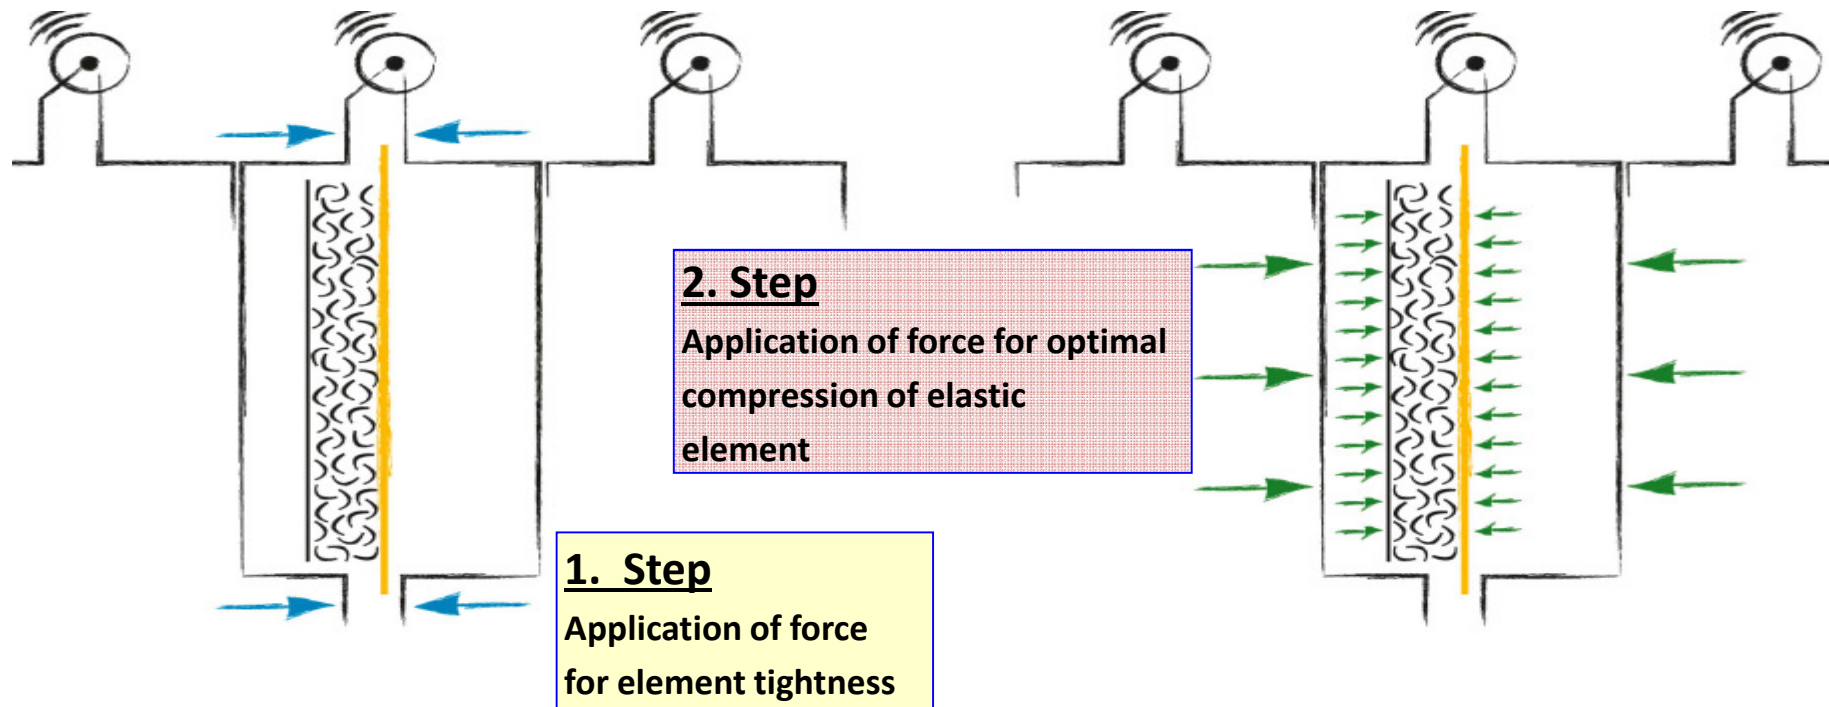 2. Step
Application of force for optimal
compression of elastic
element
1. Step
Application of force
for element tightness